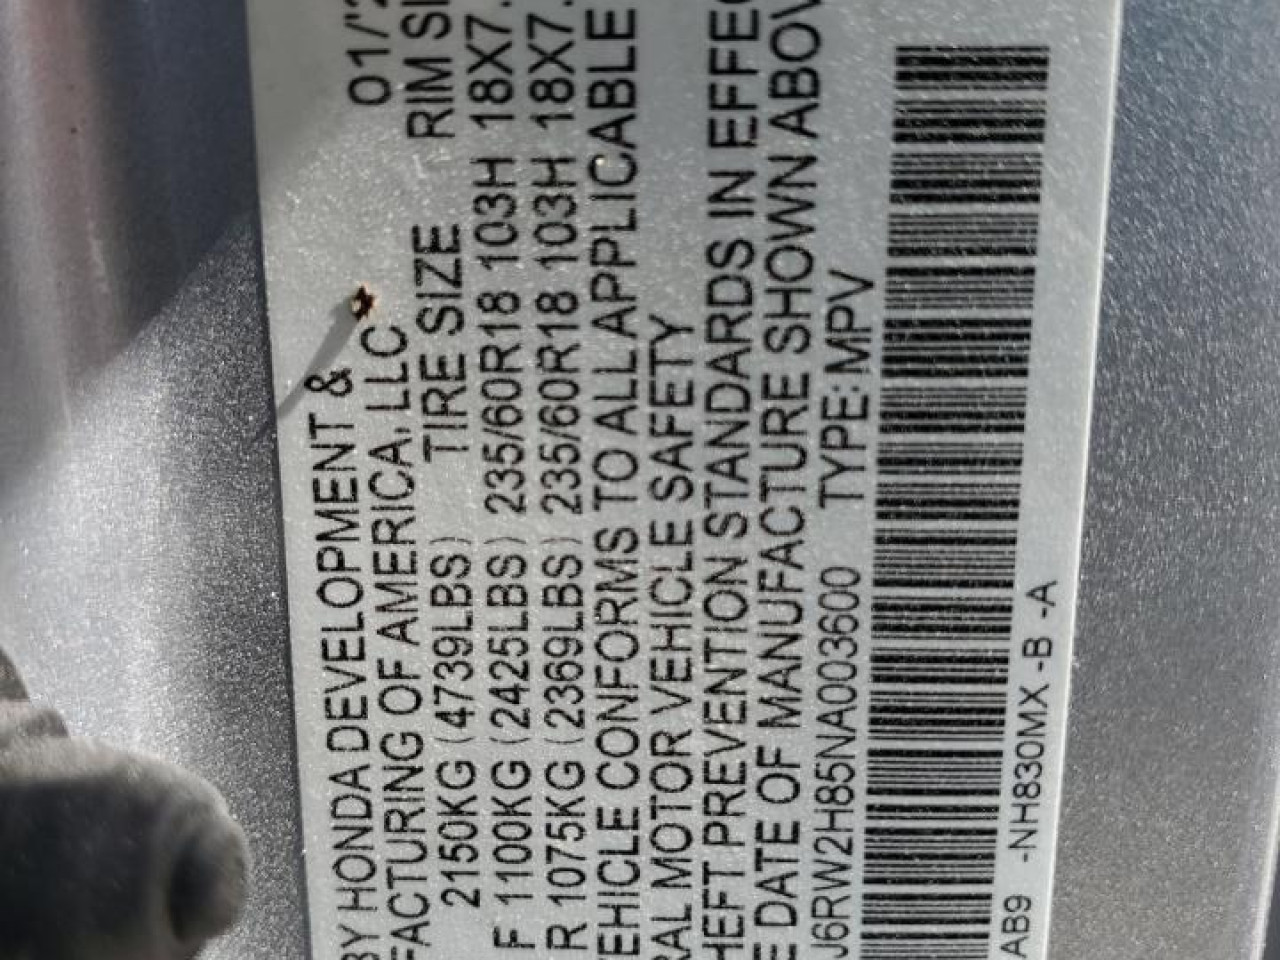 BY HONDA DEVELOPMENT &
FACTURING OF AMERICA, LLC 01/'2
2150KG (4739LBS) TIRE SIZE RIM SI
F 1100KG (2425LBS) 235/60R18 103H 18X7.
R 1075KG (2369LBS) 235/60R18 103H 18X7.
EHICLE CONFORMS TO ALL APPLICABLE
RAL MOTOR VEHICLE SAFETY
HEFT PREVENTION STANDARDS IN EFFEC
E DATE OF MANUFACTURE SHOWN ABOV
J6RW2H85NA003600 TYPE: MPV
AB9 -NH830MX -B -A